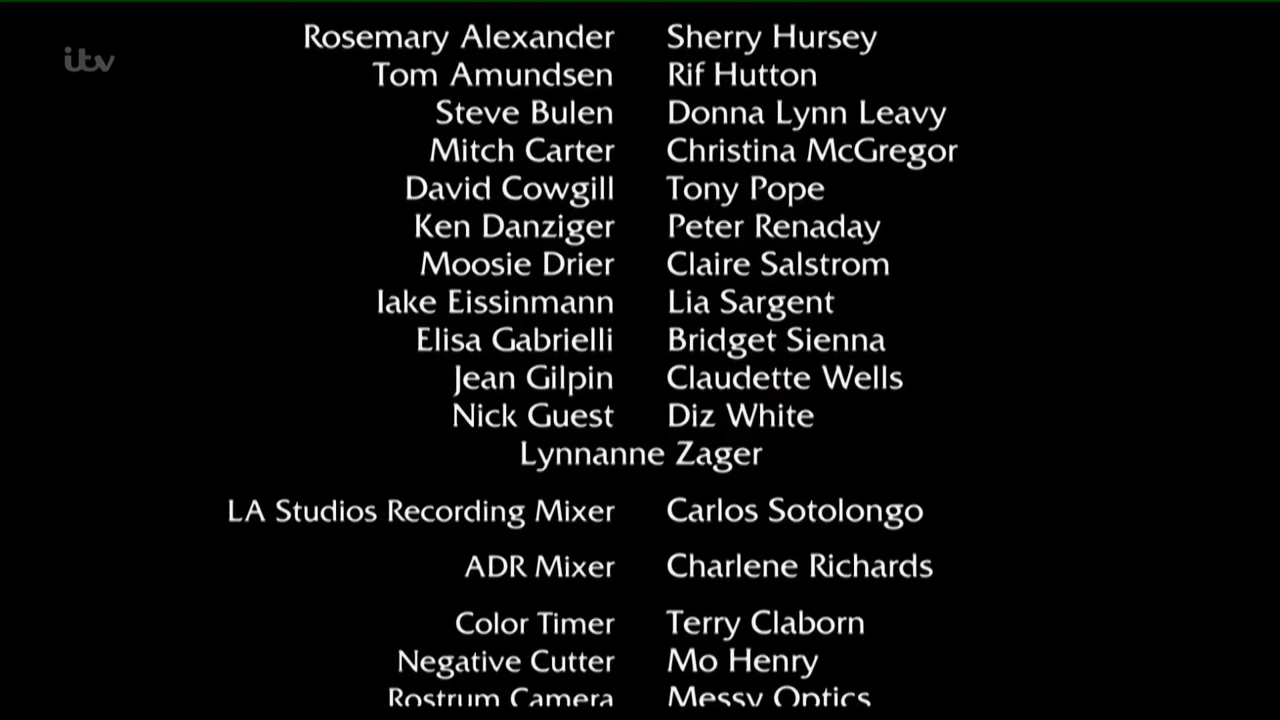 itv
Rosemary Alexander Sherry Hursey
Tom Amundsen Rif Hutton
Steve Bulen Donna Lynn Leavy
Mitch Carter Christina McGregor
David Cowgill Tony Pope
Ken Danziger Peter Renaday
Moosie Drier Claire Salstrom
Iake Eissinmann Lia Sargent
Elisa Gabrielli Bridget Sienna
Jean Gilpin Claudette Wells
Nick Guest Diz White
Lynnanne Zager
LA Studios Recording Mixer Carlos Sotolongo
ADR Mixer Charlene Richards
Color Timer Terry Claborn
Negative Cutter Mo Henry
Rostrum Camera Messy Optics